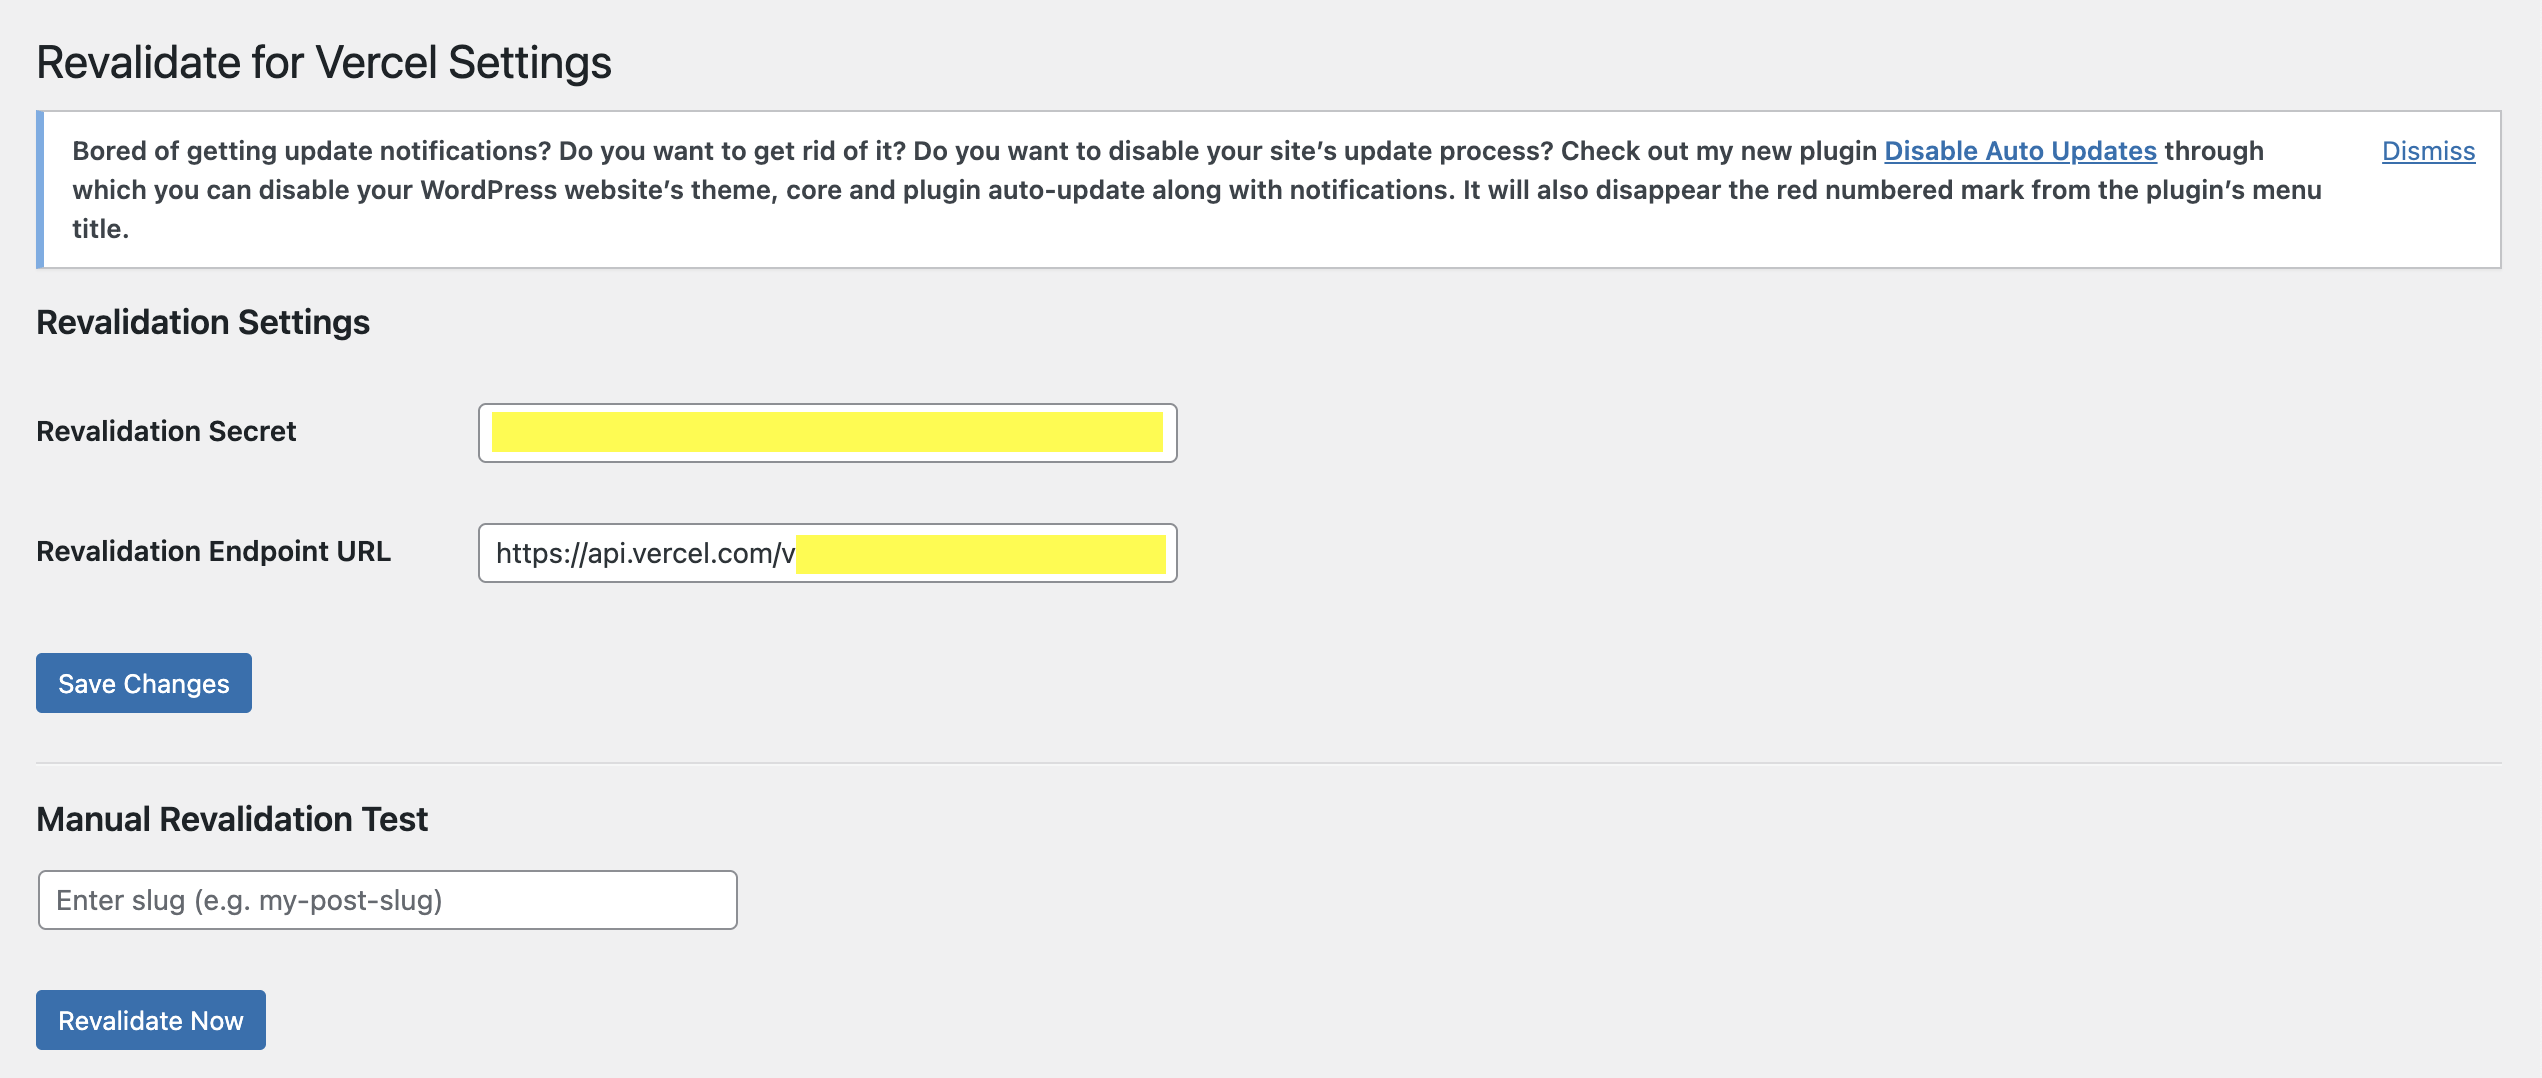 Revalidate for Vercel Settings
Bored of getting update notifications? Do you want to get rid of it? Do you want to disable your site’s update process? Check out my new plugin Disable Auto Updates through
Dismiss
which you can disable your WordPress website’s theme, core and plugin auto-update along with notifications. It will also disappear the red numbered mark from the plugin’s menu
title.
Revalidation Settings
Revalidation Secret
Revalidation Endpoint URL
https://api.vercel.com/v
Save Changes
Manual Revalidation Test
Enter slug (e.g. my-post-slug)
Revalidate Now